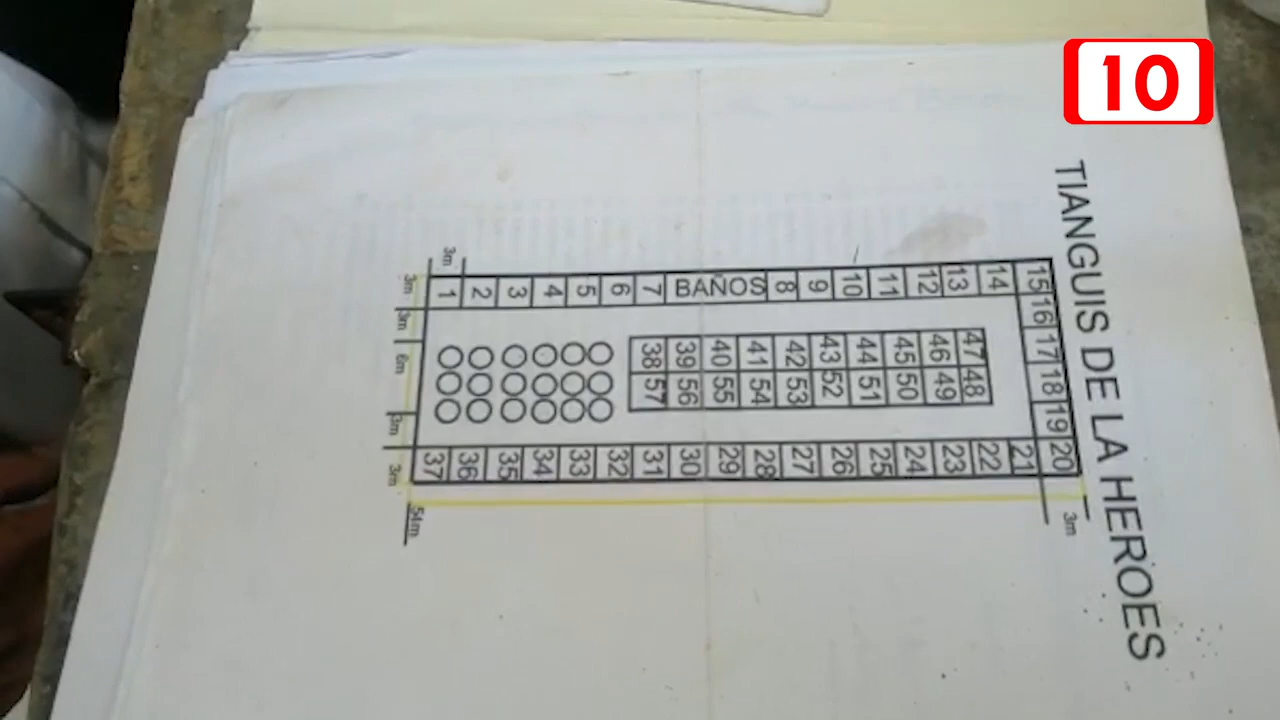 10
TIANGUIS DE LA HEROES
3m
3m 1 2 3 4 5 6 7 BAÑOS 8 9 10 11 12 13 14 15
3m
16
6m
38 39 40 41 42 43 44 45 46 47
17
57 56 55 54 53 52 51 50 49 48
18
3m
19
3m 37 36 35 34 33 32 31 30 29 28 27 26 25 24 23 22 21 20
54m
3m